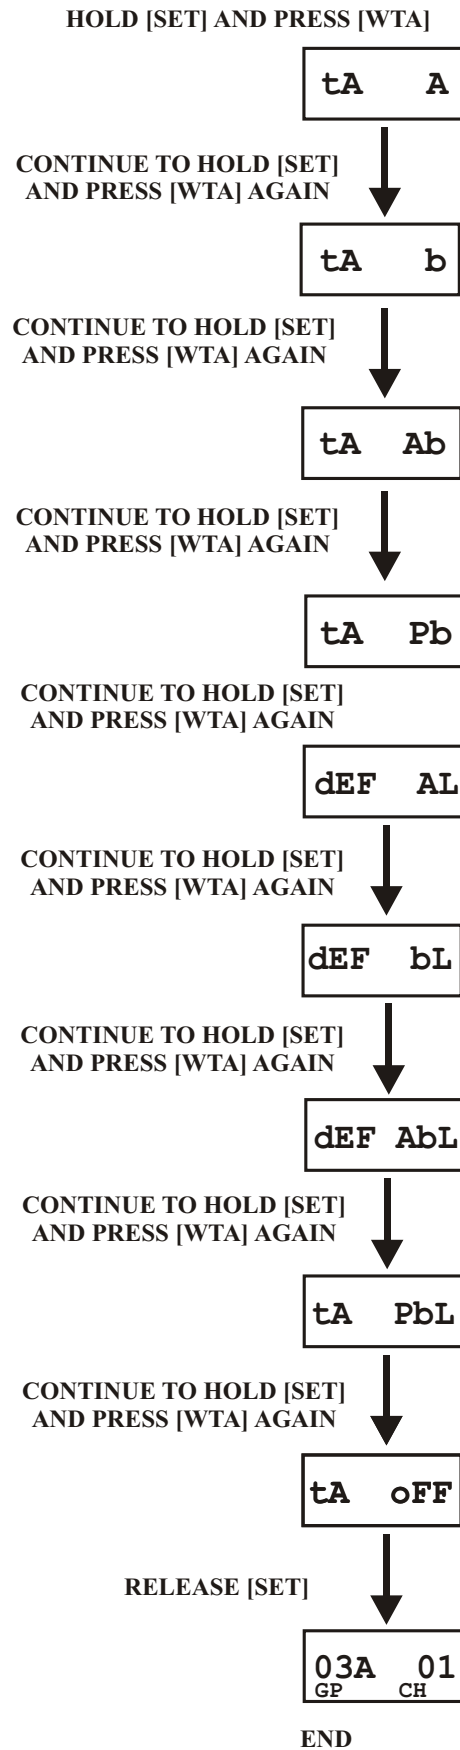 HOLD [SET] AND PRESS [WTA]
tA A
CONTINUE TO HOLD [SET]
AND PRESS [WTA] AGAIN
tA b
CONTINUE TO HOLD [SET]
AND PRESS [WTA] AGAIN
tA Ab
CONTINUE TO HOLD [SET]
AND PRESS [WTA] AGAIN
tA Pb
CONTINUE TO HOLD [SET]
AND PRESS [WTA] AGAIN
dEF AL
CONTINUE TO HOLD [SET]
AND PRESS [WTA] AGAIN
dEF bL
CONTINUE TO HOLD [SET]
AND PRESS [WTA] AGAIN
dEF AbL
CONTINUE TO HOLD [SET]
AND PRESS [WTA] AGAIN
tA PbL
CONTINUE TO HOLD [SET]
AND PRESS [WTA] AGAIN
tA oFF
RELEASE [SET]
03A 01
GP CH
END